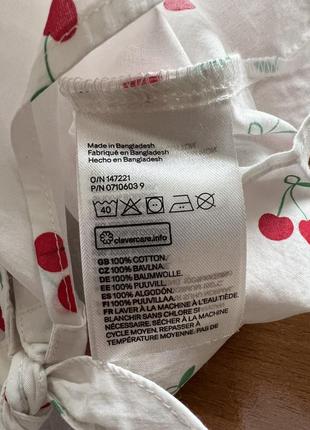 Made in Bangladesh
Fabriqué en Bangladesh
Hecho en Bangladesh
O/N 147221
P/N 0710603 9
40
clevercare.info
GB 100% COTTON.
CZ 100% BAVLNA.
DE 100% BAUMWOLLE.
EE 100% PUUVILL.
ES 100% ALGODÓN.
FI 100% PUUVILLAA.
FR LAVER À LA MACHINE À L'EAU TIÈDE.
BLANCHIR SANS CHLORE SI
NÉCESSAIRE. SÉCHER À LA MACHINE
CYCLE MOYEN. REPASSER À
TEMPÉRATURE MOYENNE. PAS DE